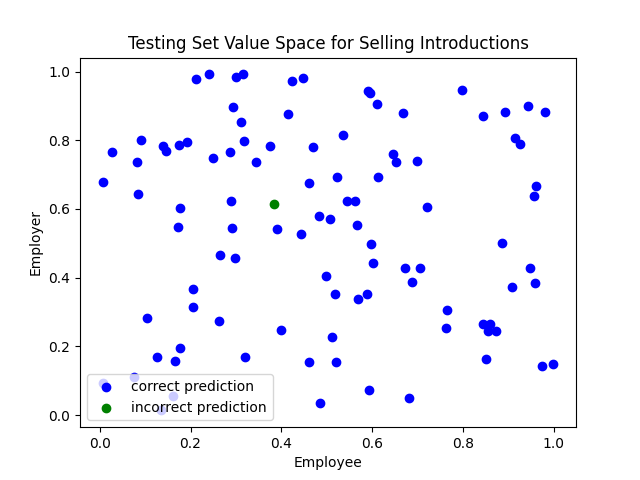 Testing Set Value Space for Selling Introductions
1.0
0.8
0.6
0.4
0.2
0.0
Employer
correct prediction
incorrect prediction
0.0 0.2 0.4 0.6 0.8 1.0
Employee